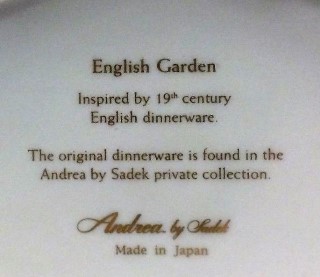 English Garden
Inspired by 19th century
English dinnerware.
The original dinnerware is found in the
Andrea by Sadek private collection.
Andrea by Sadek
Made in Japan